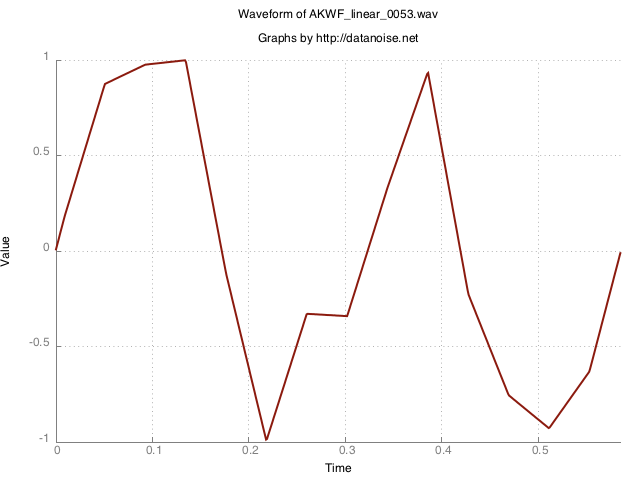 Waveform of AKWF_linear_0053.wav
Graphs by http://datanoise.net
1
0.5
0
-0.5
-1
Value
0 0.1 0.2 0.3 0.4 0.5
Time